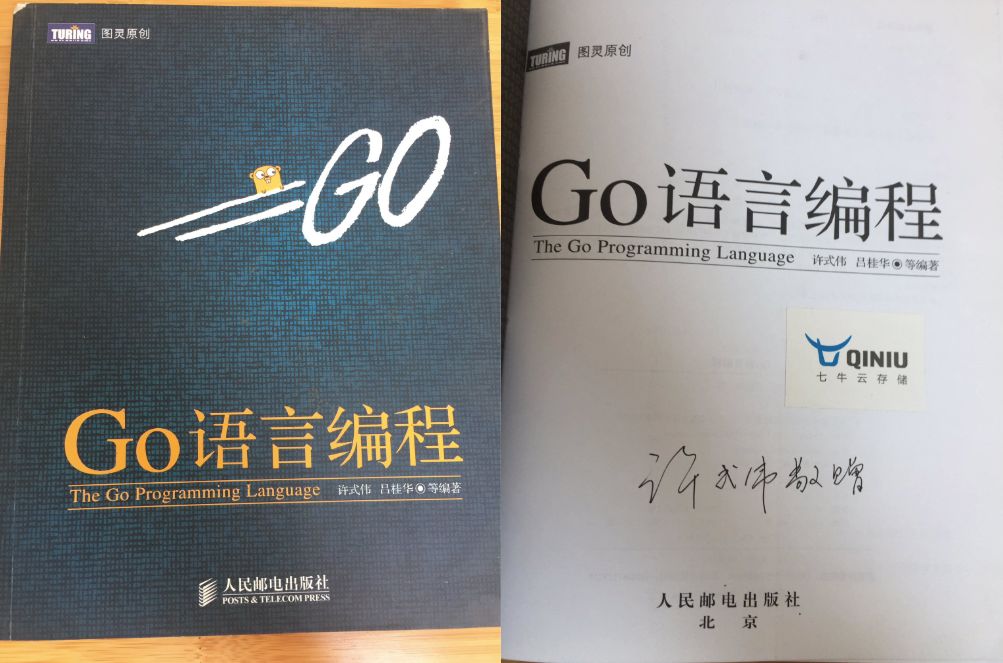 TURING 图灵原创
GO
Go语言编程
The Go Programming Language 许式伟 吕桂华 ◉ 等编著
人民邮电出版社
POSTS & TELECOM PRESS
TURING 图灵原创
Go语言编程
The Go Programming Language 许式伟 吕桂华 ◉ 等编著
QINIU
七牛云存储
许式伟敬赠
人民邮电出版社
北京